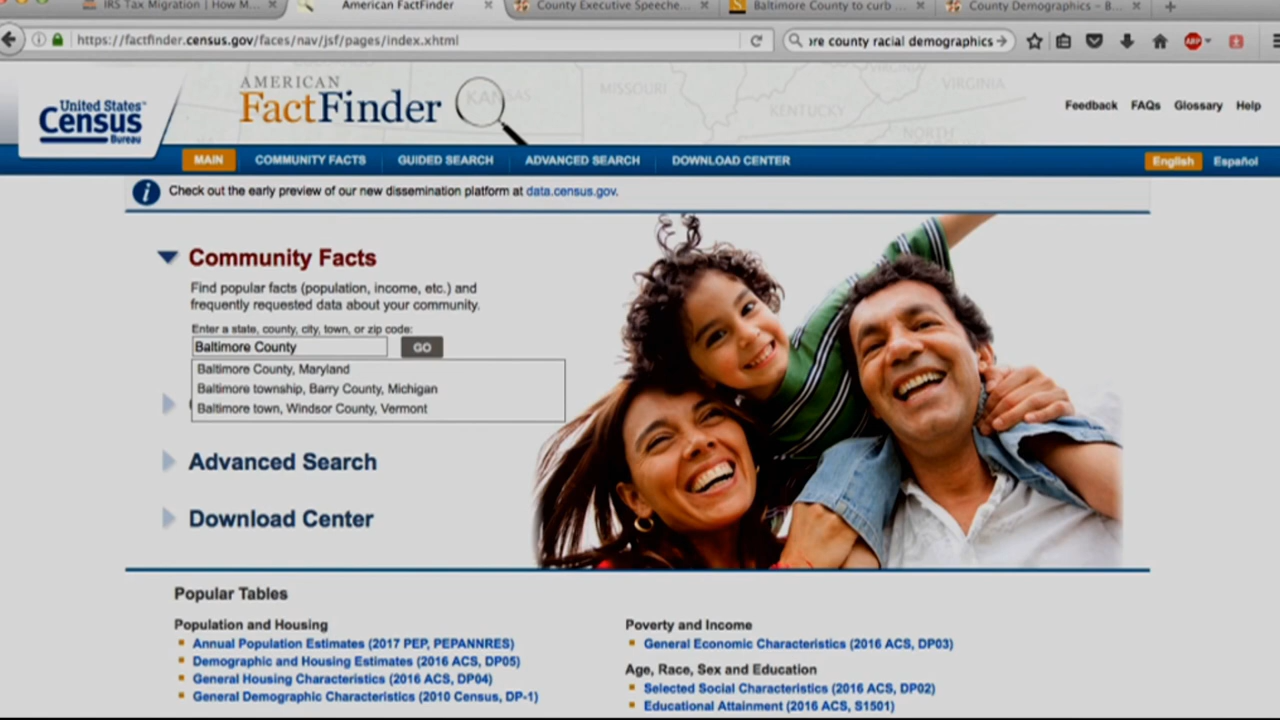 IRS Tax Migration | How M...
American FactFinder
County Executive Speeche...
Baltimore County to curb ...
County Demographics – B...
https://factfinder.census.gov/faces/nav/jsf/pages/index.xhtml
re county racial demographics
ABP
United States
Census
Bureau
AMERICAN
FactFinder
KANSAS
MISSOURI
KENTUCKY
VIRGINIA
VIRGINIA
NORTH
Feedback FAQs Glossary Help
MAIN COMMUNITY FACTS GUIDED SEARCH ADVANCED SEARCH DOWNLOAD CENTER English Español
Check out the early preview of our new dissemination platform at data.census.gov.
Community Facts
Find popular facts (population, income, etc.) and
frequently requested data about your community.
Enter a state, county, city, town, or zip code:
Baltimore County GO
Baltimore County, Maryland
Baltimore township, Barry County, Michigan
Baltimore town, Windsor County, Vermont
Advanced Search
Download Center
Popular Tables
Population and Housing
Annual Population Estimates (2017 PEP, PEPANNRES)
Demographic and Housing Estimates (2016 ACS, DP05)
General Housing Characteristics (2016 ACS, DP04)
General Demographic Characteristics (2010 Census, DP-1)
Poverty and Income
General Economic Characteristics (2016 ACS, DP03)
Age, Race, Sex and Education
Selected Social Characteristics (2016 ACS, DP02)
Educational Attainment (2016 ACS, S1501)